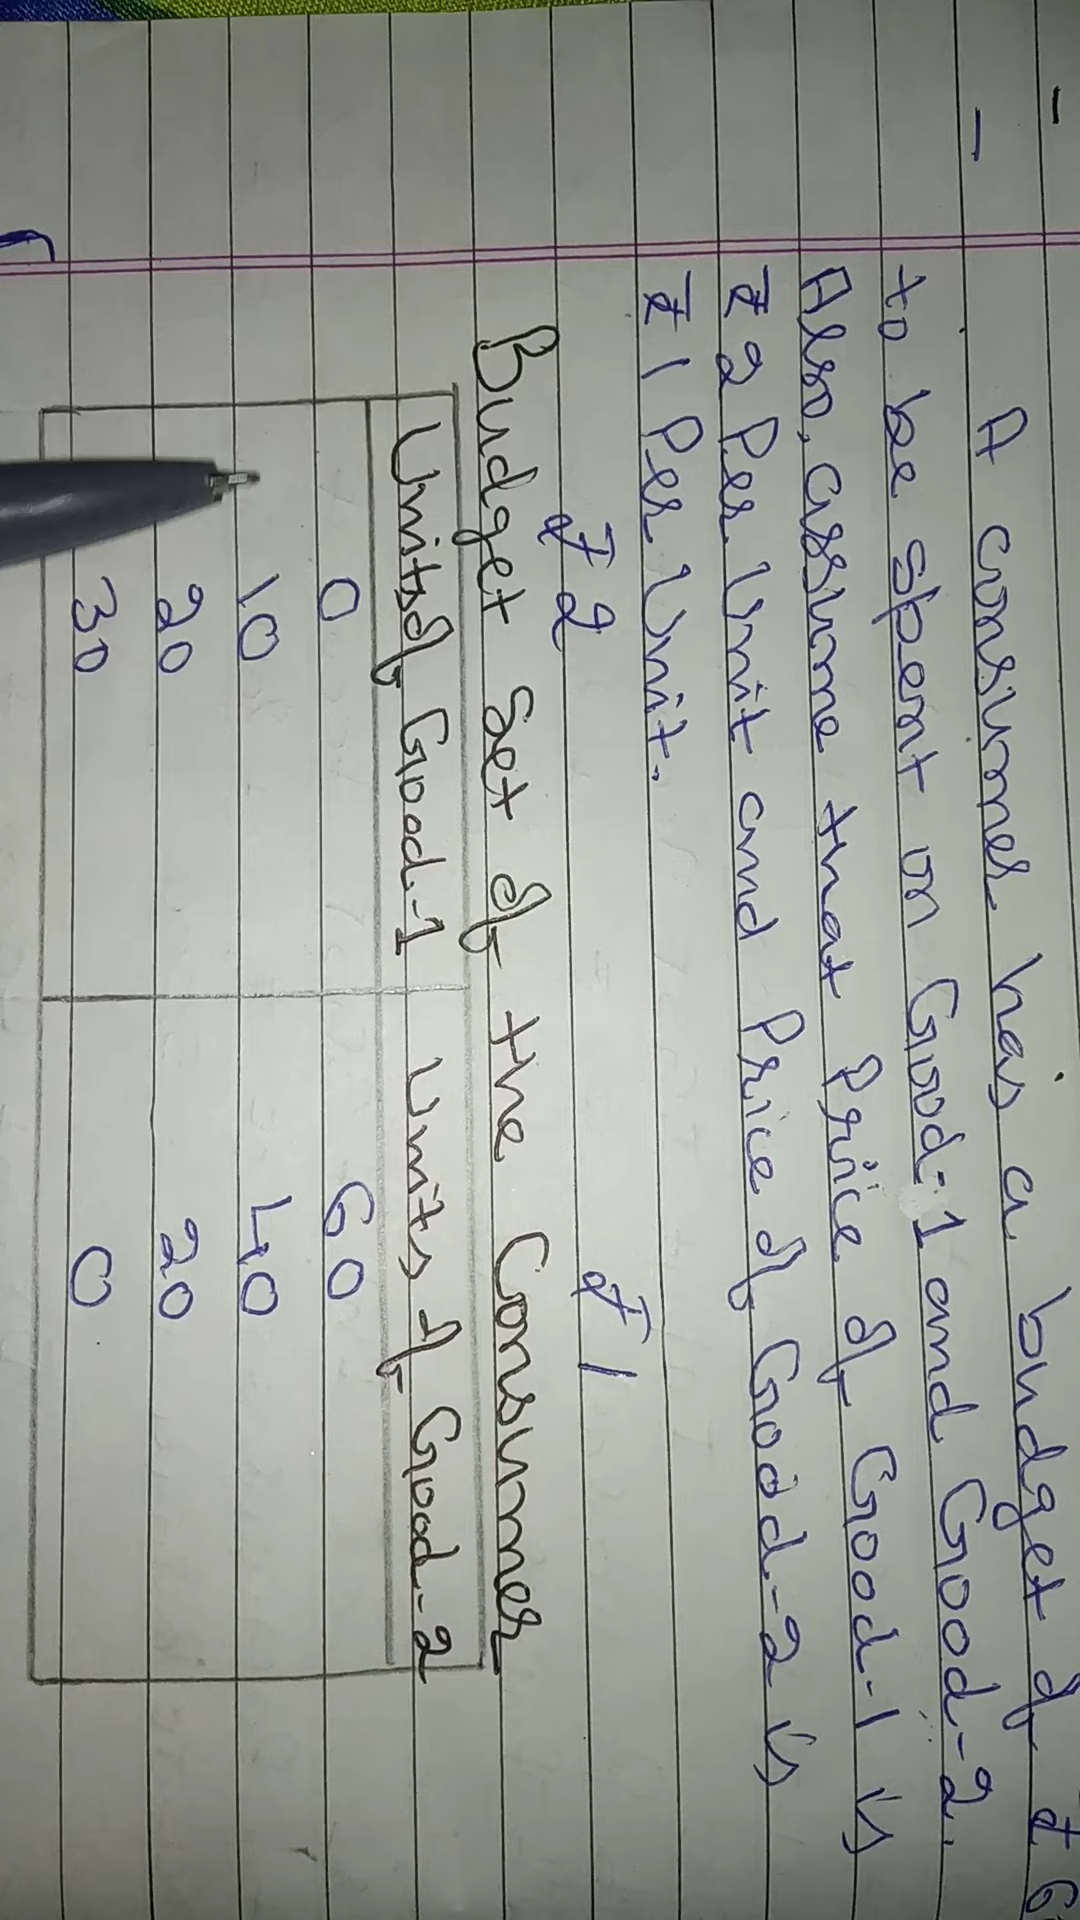 A consumer has a budget of ₹ 6
to be spent on Good-1 and Good-2.
Also, assume that Price of Good-1 is
₹ 2 Per Unit and Price of Good-2 is
₹ 1 Per Unit.
₹ 2 ₹ 1
Budget Set of the Consumer
Units of Good-1 Units of Good-2
0 60
10 40
20 20
30 0